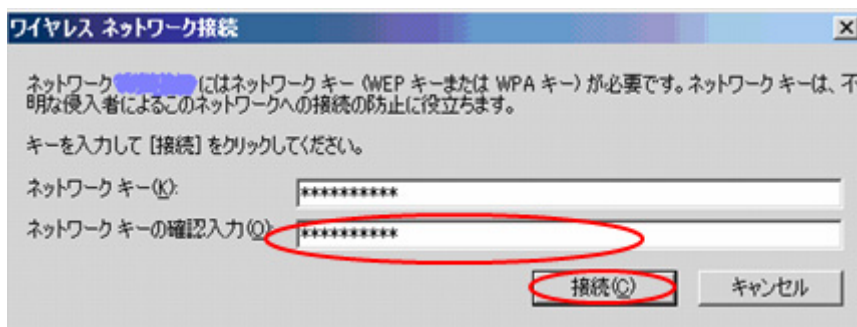 ワイヤレス ネットワーク接続
ネットワーク にはネットワーク キー (WEP キーまたは WPA キー) が必要です。ネットワーク キーは、不
明な侵入者によるこのネットワークへの接続の防止に役立ちます。
キーを入力して [接続] をクリックしてください。
ネットワーク キー(K): **********
ネットワーク キーの確認入力(O): **********
接続(C) キャンセル